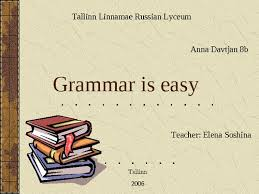 Tallinn Linnamae Russian Lyceum
Anna Davtjan 8b
Grammar is easy
Teacher: Elena Soshina
Tallinn
2006